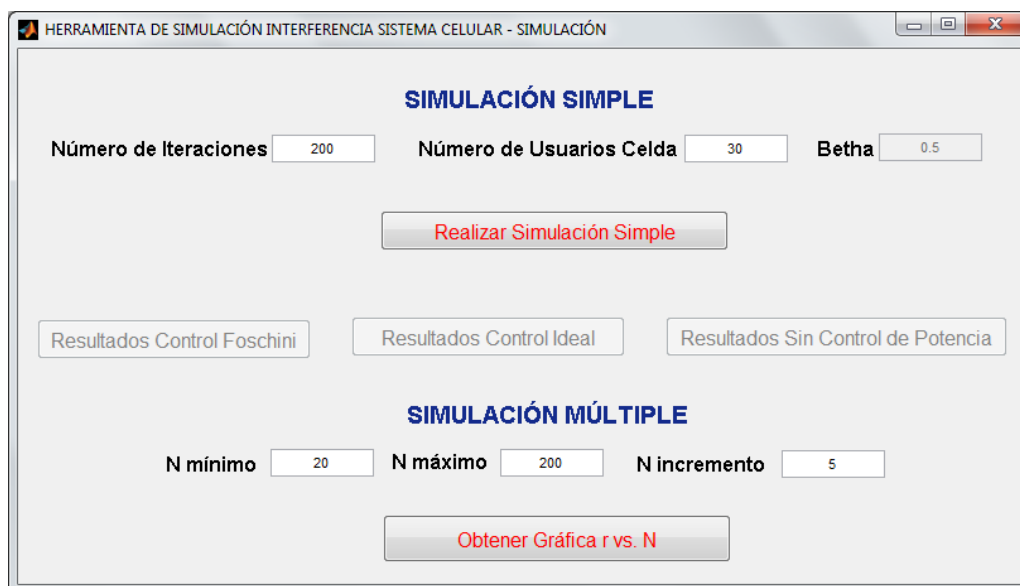 HERRAMIENTA DE SIMULACIÓN INTERFERENCIA SISTEMA CELULAR - SIMULACIÓN
SIMULACIÓN SIMPLE
Número de Iteraciones 200 Número de Usuarios Celda 30 Betha 0.5
Realizar Simulación Simple
Resultados Control Foschini Resultados Control Ideal Resultados Sin Control de Potencia
SIMULACIÓN MÚLTIPLE
N mínimo 20 N máximo 200 N incremento 5
Obtener Gráfica r vs. N